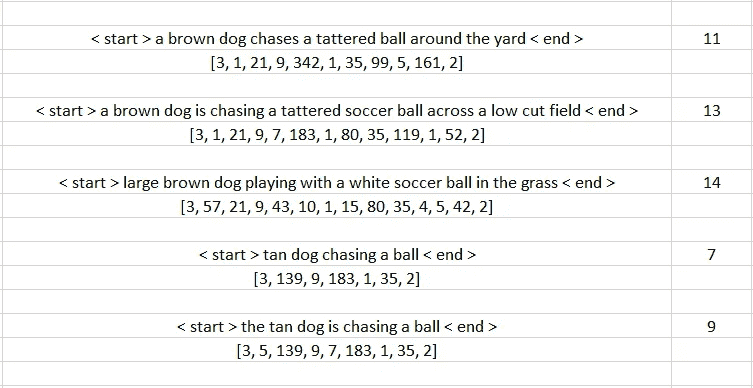 < start > a brown dog chases a tattered ball around the yard < end > 11
[3, 1, 21, 9, 342, 1, 35, 99, 5, 161, 2]
< start > a brown dog is chasing a tattered soccer ball across a low cut field < end > 13
[3, 1, 21, 9, 7, 183, 1, 80, 35, 119, 1, 52, 2]
< start > large brown dog playing with a white soccer ball in the grass < end > 14
[3, 57, 21, 9, 43, 10, 1, 15, 80, 35, 4, 5, 42, 2]
< start > tan dog chasing a ball < end > 7
[3, 139, 9, 183, 1, 35, 2]
< start > the tan dog is chasing a ball < end > 9
[3, 5, 139, 9, 7, 183, 1, 35, 2]